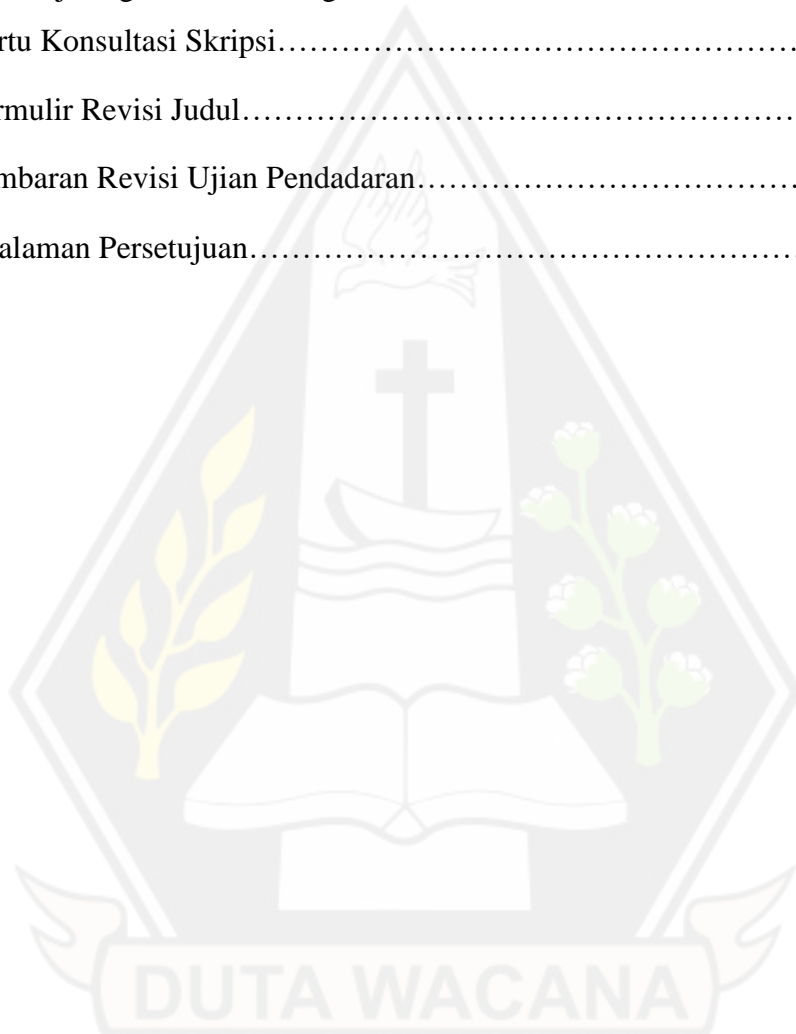 rtu Konsultasi Skripsi……………………………………………….
rmulir Revisi Judul…………………………………………………….
mbaran Revisi Ujian Pendadaran…………………………………….
alaman Persetujuan…………………………………………………….
DUTA WACANA